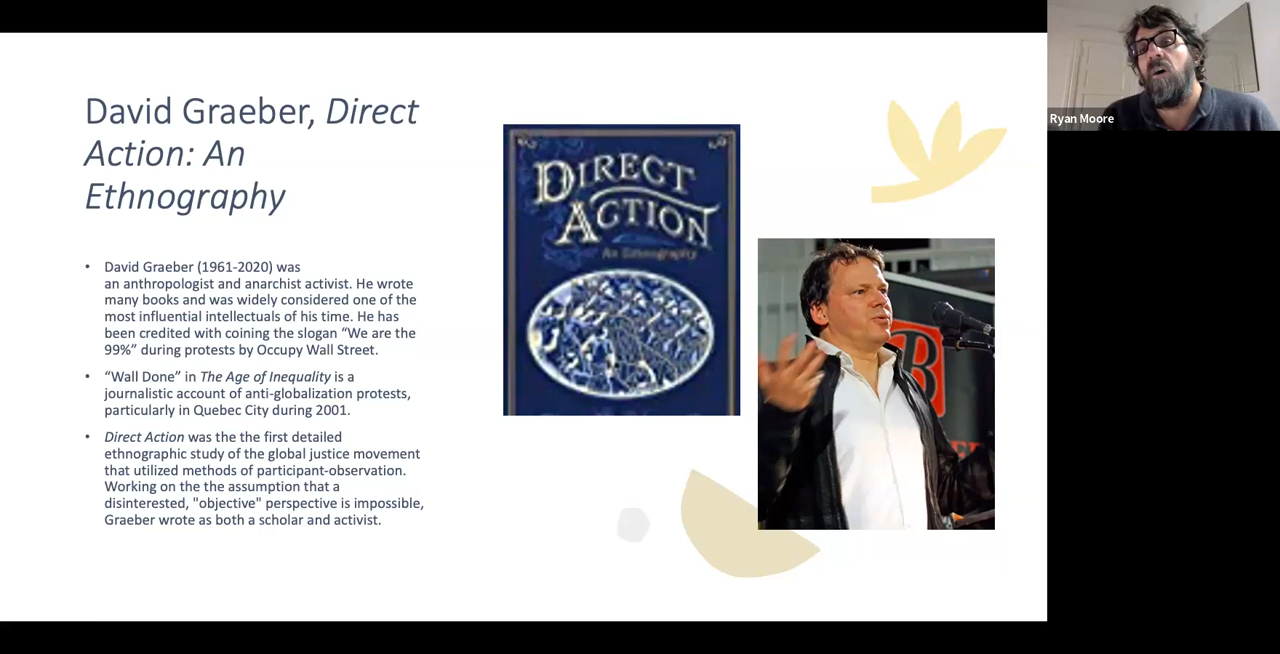 David Graeber, Direct
Action: An
Ethnography
• David Graeber (1961-2020) was
an anthropologist and anarchist activist. He wrote
many books and was widely considered one of the
most influential intellectuals of his time. He has
been credited with coining the slogan “We are the
99%” during protests by Occupy Wall Street.
• “Wall Done” in The Age of Inequality is a
journalistic account of anti-globalization protests,
particularly in Quebec City during 2001.
• Direct Action was the the first detailed
ethnographic study of the global justice movement
that utilized methods of participant-observation.
Working on the the assumption that a
disinterested, "objective" perspective is impossible,
Graeber wrote as both a scholar and activist.
DIRECT
ACTION
An Ethnography
B
Ryan Moore